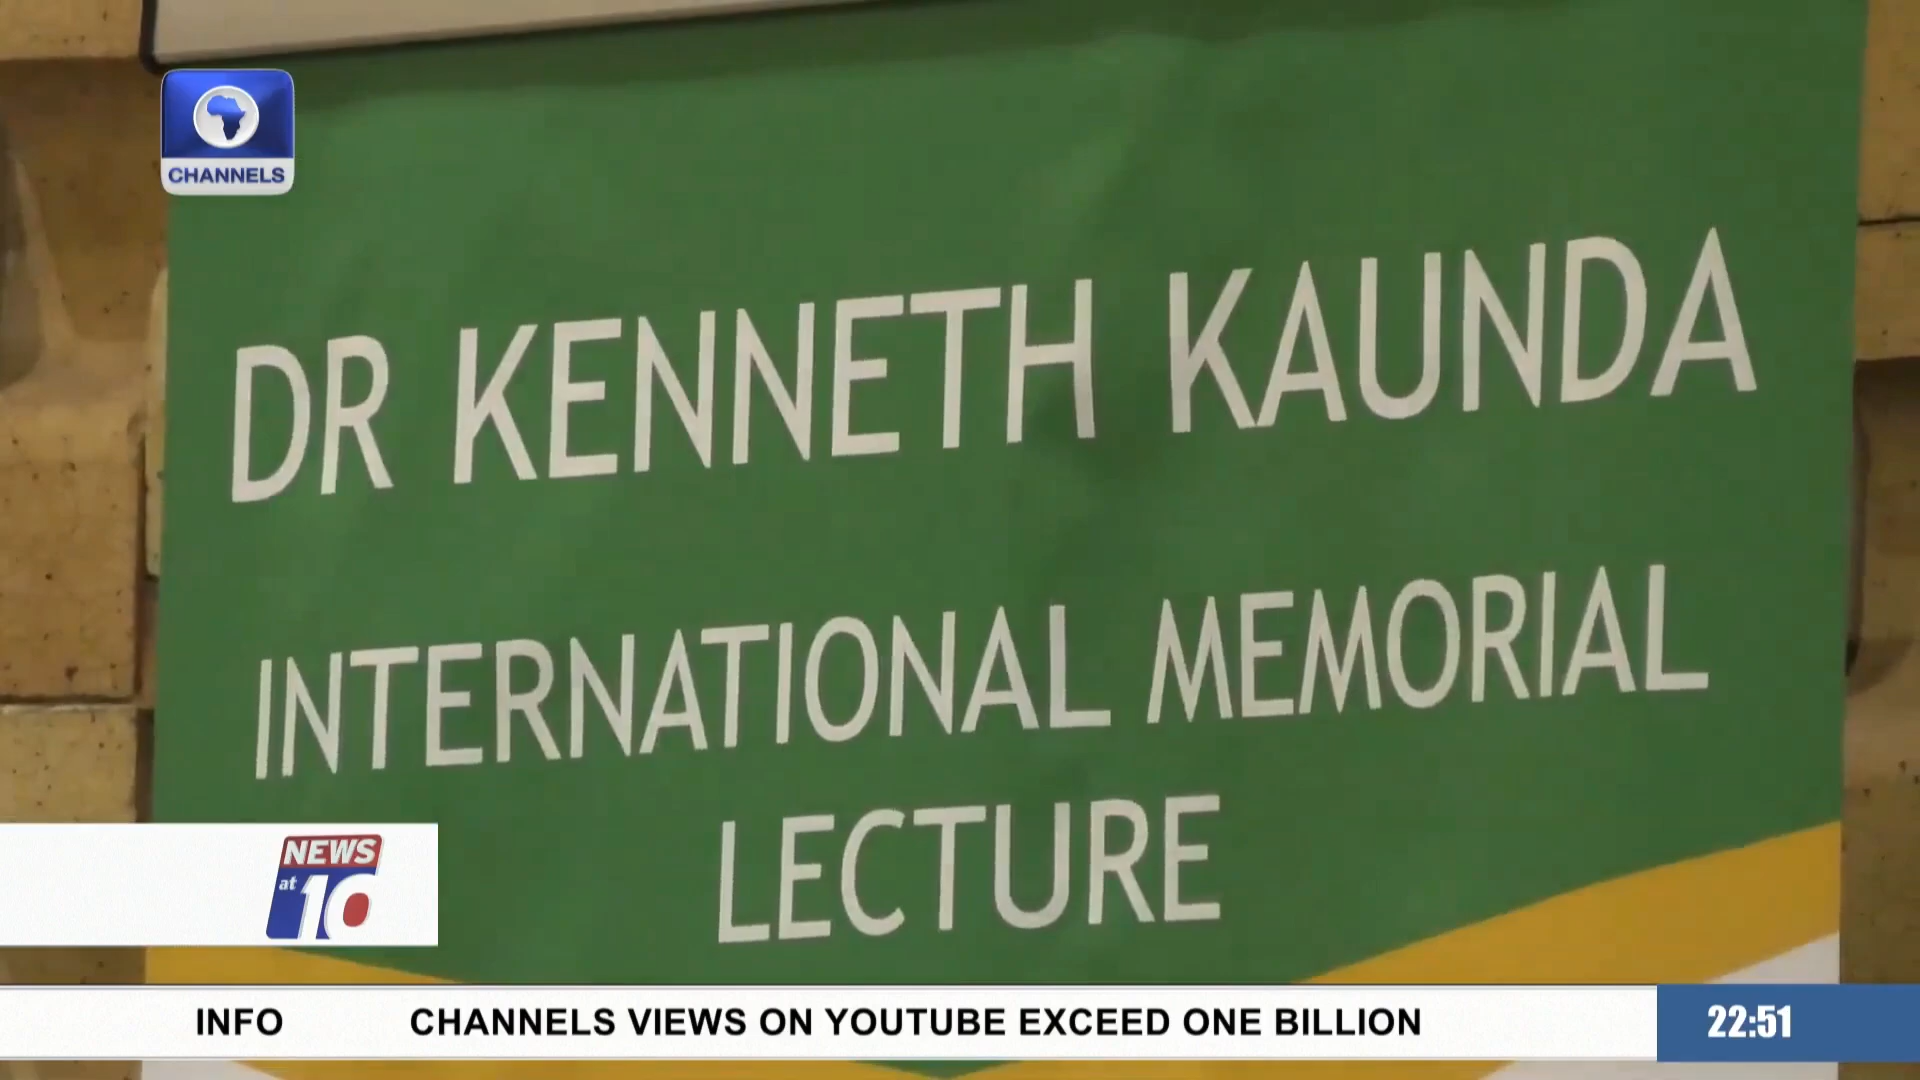 CHANNELS
DR KENNETH KAUNDA
INTERNATIONAL MEMORIAL
LECTURE
NEWS
at
10
INFO CHANNELS VIEWS ON YOUTUBE EXCEED ONE BILLION 22:51